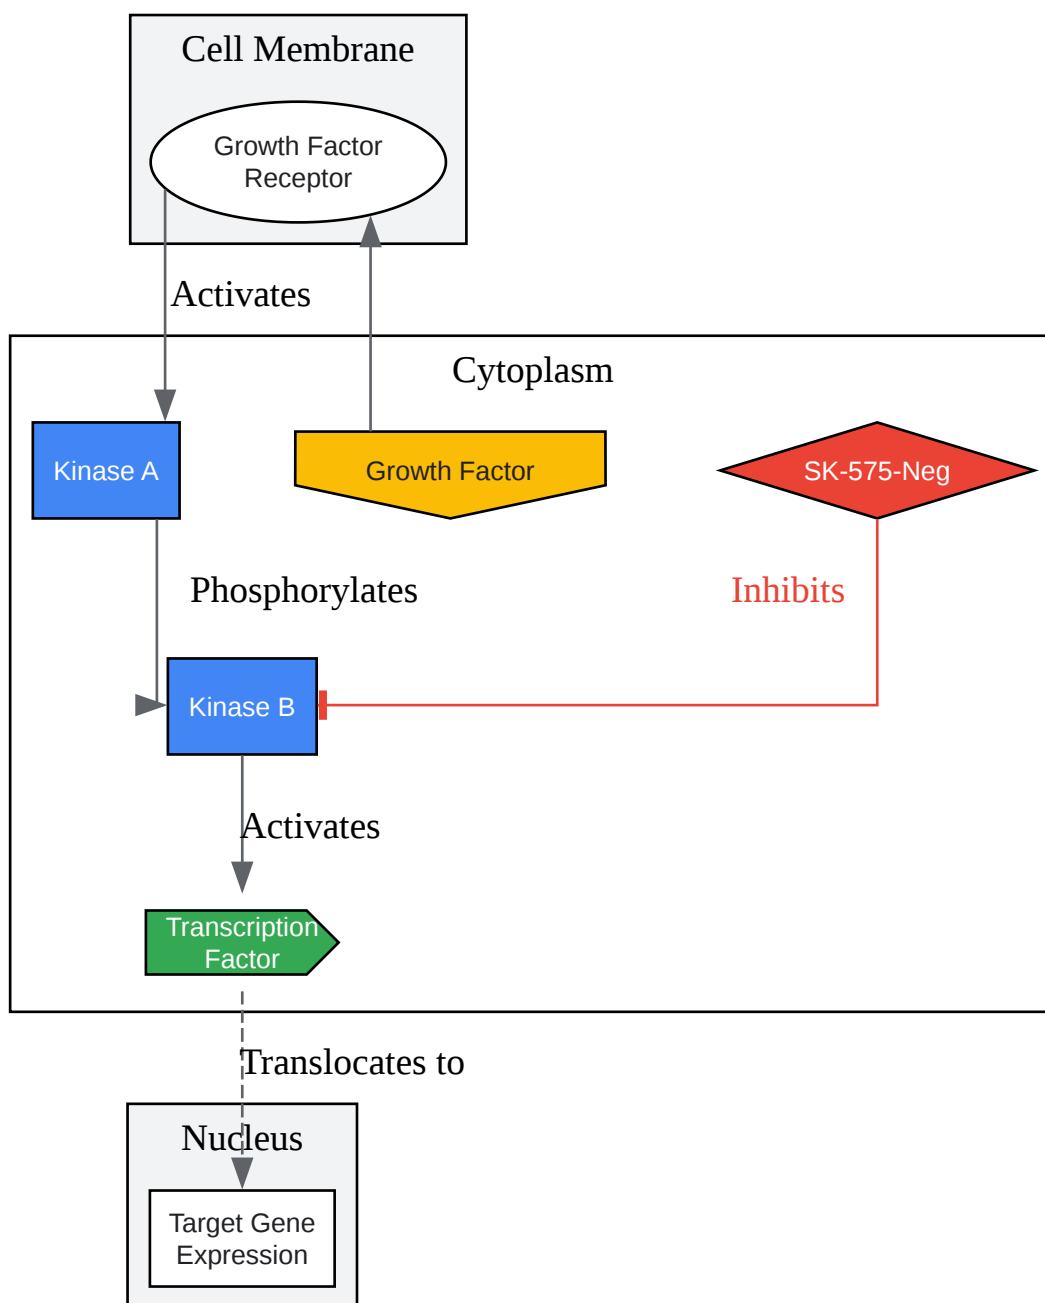 Cell Membrane
Growth Factor
Receptor
Activates
Cytoplasm
Kinase A
Growth Factor
SK-575-Neg
Phosphorylates
Inhibits
Kinase B
Activates
Transcription
Factor
Translocates to
Nucleus
Target Gene
Expression